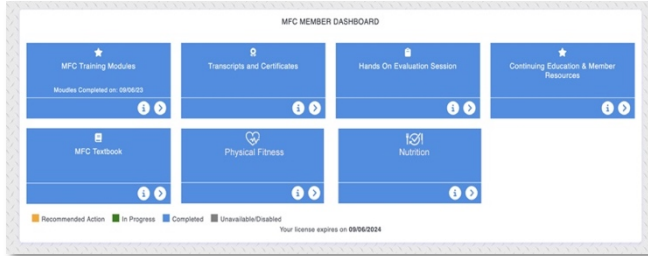 MFC MEMBER DASHBOARD
MFC Training Modules
Moudles Completed on: 09/06/23
Transcripts and Certificates
Hands On Evaluation Session
Continuing Education & Member
Resources
MFC Textbook
Physical Fitness
Nutrition
Recommended Action In Progress Completed Unavailable/Disabled
Your license expires on 09/06/2024